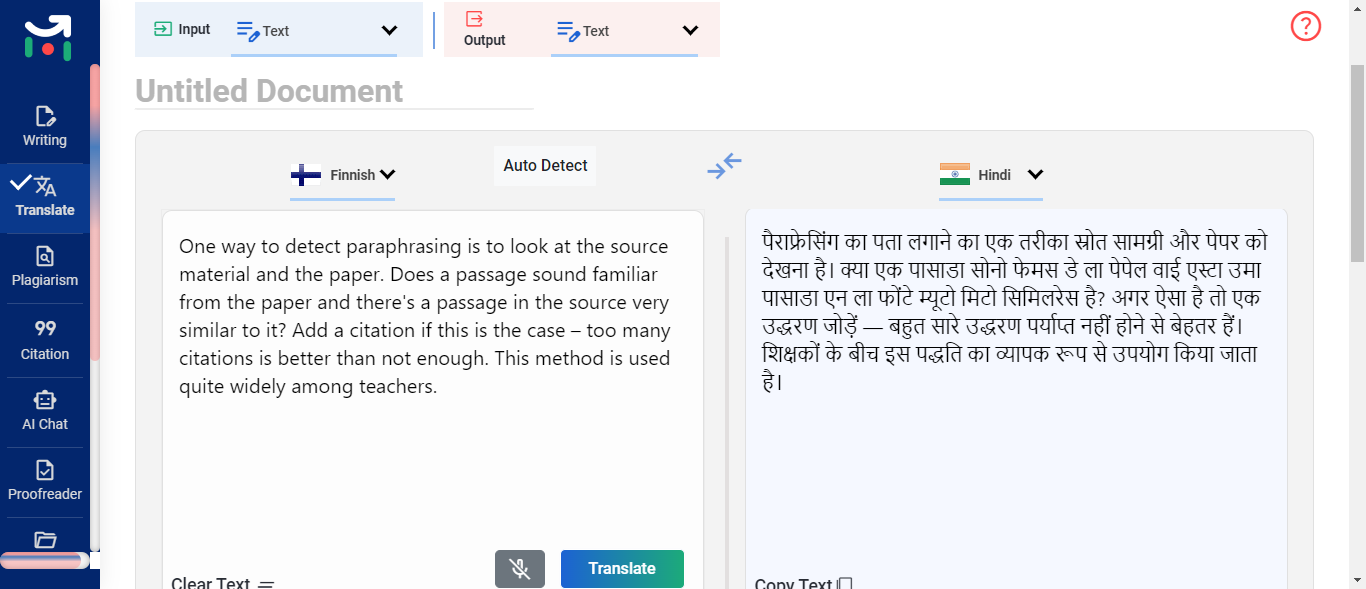 Input
Text
Output
Text
Untitled Document
Writing
Translate
Plagiarism
Citation
AI Chat
Proofreader
Finnish
Auto Detect
Hindi
One way to detect paraphrasing is to look at the source
material and the paper. Does a passage sound familiar
from the paper and there's a passage in the source very
similar to it? Add a citation if this is the case – too many
citations is better than not enough. This method is used
quite widely among teachers.
Clear Text
Translate
पैराफ्रेसिंग का पता लगाने का एक तरीका स्रोत सामग्री और पेपर को
देखना है। क्या एक पासाडा सोनो फेमस डे ला पेपेल वाई एस्टा उमा
पासाडा एन ला फोंटे म्यूटो मिटो सिमिलरेस है? अगर ऐसा है तो एक
उद्धरण जोड़ें — बहुत सारे उद्धरण पर्याप्त नहीं होने से बेहतर हैं।
शिक्षकों के बीच इस पद्धति का व्यापक रूप से उपयोग किया जाता
है।
Copy Text